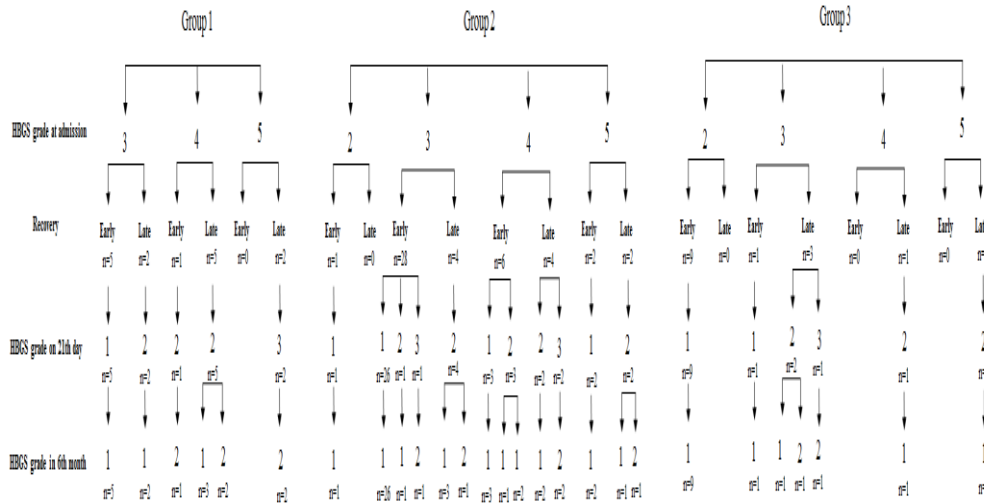 Group 1 Group 2 Group 3
HBGS grade at admission 3 4 5 2 3 4 5 2 3 4 5
Recovery Early Late Early Late Early Late Early Late Early Late Early Late Early Late Early Late Early Late Early Late Early Late
n=5 n=2 n=1 n=5 n=0 n=2 n=1 n=0 n=28 n=4 n=6 n=4 n=2 n=2 n=9 n=0 n=1 n=3 n=0 n=1 n=0
HBGS grade on 21th day 1 2 2 2 3 1 1 2 3 2 1 2 2 3 1 2 1 1 2 3 2 2
n=5 n=2 n=1 n=5 n=2 n=1 n=26 n=1 n=1 n=4 n=3 n=3 n=2 n=2 n=2 n=2 n=9 n=1 n=2 n=1 n=1
HBGS grade in 6th month 1 1 2 1 2 2 1 1 1 2 1 2 1 1 1 1 2 1 1 2 1 1 1 2 2 1 1
n=5 n=2 n=1 n=3 n=2 n=2 n=1 n=26 n=1 n=1 n=3 n=1 n=3 n=1 n=2 n=2 n=2 n=2 n=1 n=1 n=9 n=1 n=1 n=1 n=1 n=1